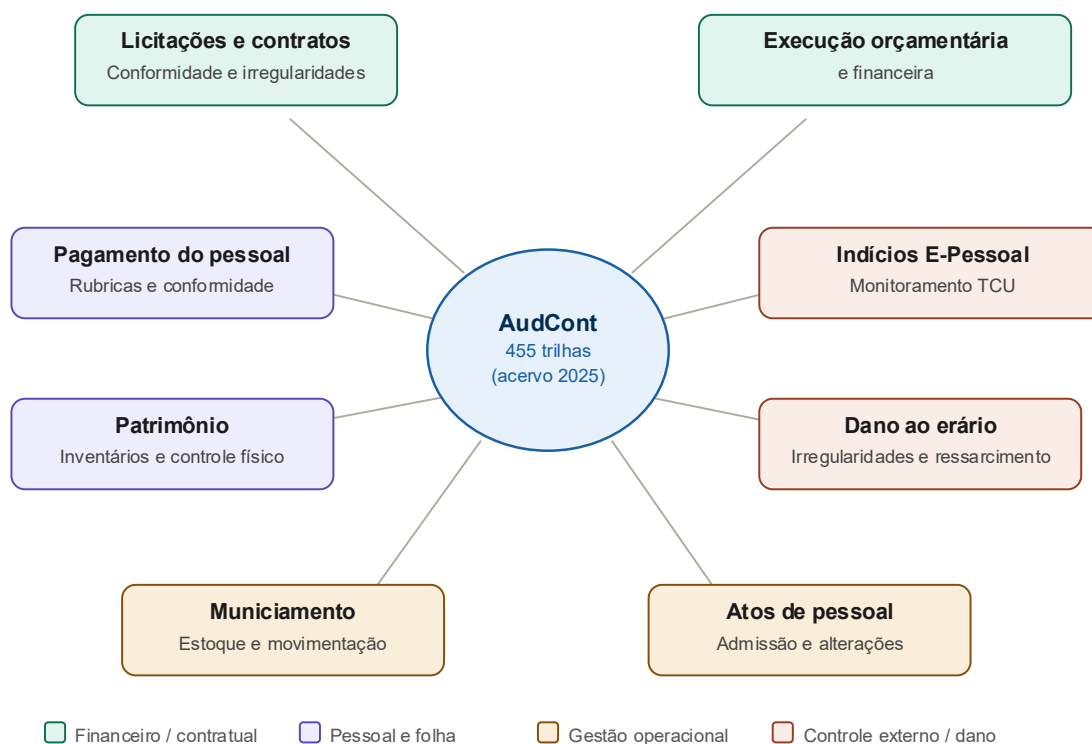 Licitações e contratos
Conformidade e irregularidades
Execução orçamentária
e financeira
Pagamento do pessoal
Rubricas e conformidade
Indícios E-Pessoal
Monitoramento TCU
AudCont
455 trilhas
(acervo 2025)
Patrimônio
Inventários e controle físico
Dano ao erário
Irregularidades e ressarcimento
Municiamento
Estoque e movimentação
Atos de pessoal
Admissão e alterações
Financeiro / contratual
Pessoal e folha
Gestão operacional
Controle externo / dano